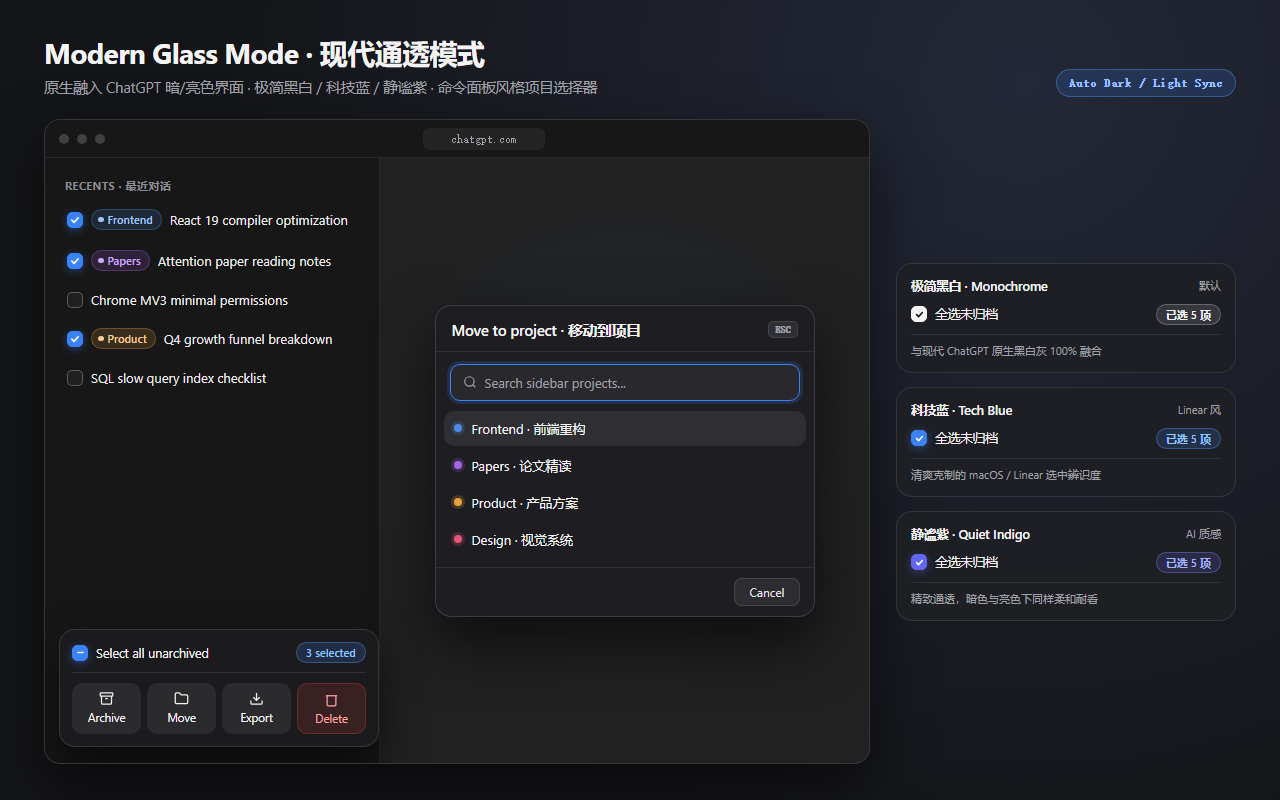 Modern Glass Mode · 现代通透模式
原生融入 ChatGPT 暗/亮色界面 · 极简黑白 / 科技蓝 / 静谧紫 · 命令面板风格项目选择器
Auto Dark / Light Sync
chatgpt.com
RECENTS · 最近对话
Frontend React 19 compiler optimization
Papers Attention paper reading notes
Chrome MV3 minimal permissions
Product Q4 growth funnel breakdown
SQL slow query index checklist
Select all unarchived 3 selected
Archive Move Export Delete
Move to project · 移动到项目 ESC
Search sidebar projects...
Frontend · 前端重构
Papers · 论文精读
Product · 产品方案
Design · 视觉系统
Cancel
极简黑白 · Monochrome 默认
全选未归档 已选 5 项
与现代 ChatGPT 原生黑白灰 100% 融合
科技蓝 · Tech Blue Linear 风
全选未归档 已选 5 项
清爽克制的 macOS / Linear 选中辨识度
静谧紫 · Quiet Indigo AI 质感
全选未归档 已选 5 项
精致通透，暗色与亮色下同样柔和耐看